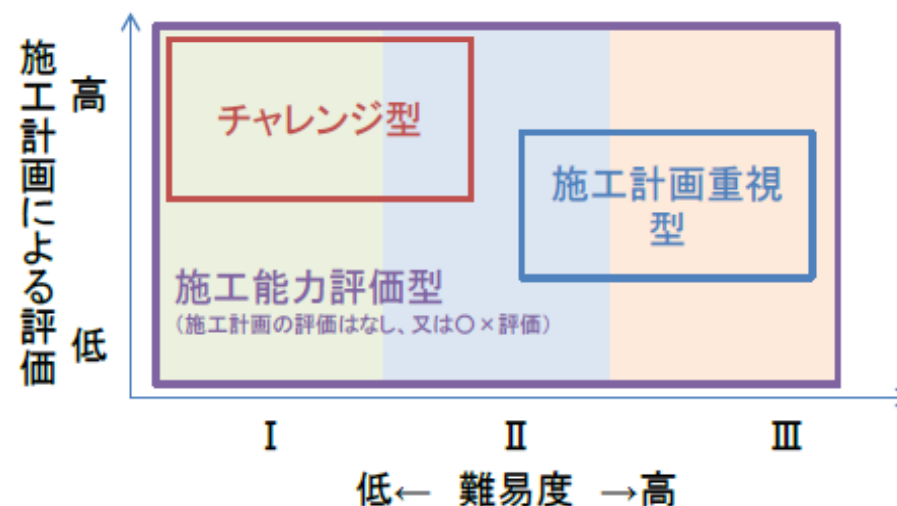 施工計画による評価
高
低
チャレンジ型
施工計画重視
型
施工能力評価型
（施工計画の評価はなし、又は〇×評価）
Ⅰ
Ⅱ
Ⅲ
低← 難易度 →高